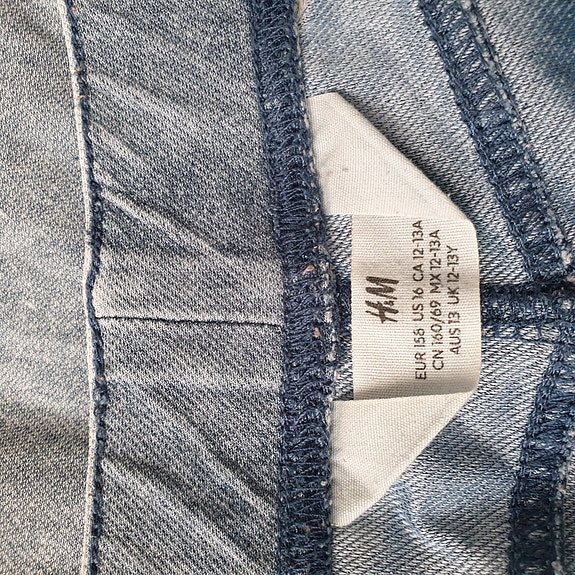 H&M
EUR 158 US 16 CA 12-13A
CN 160/69 MX 12-13A
AUS 13 UK 12-13Y